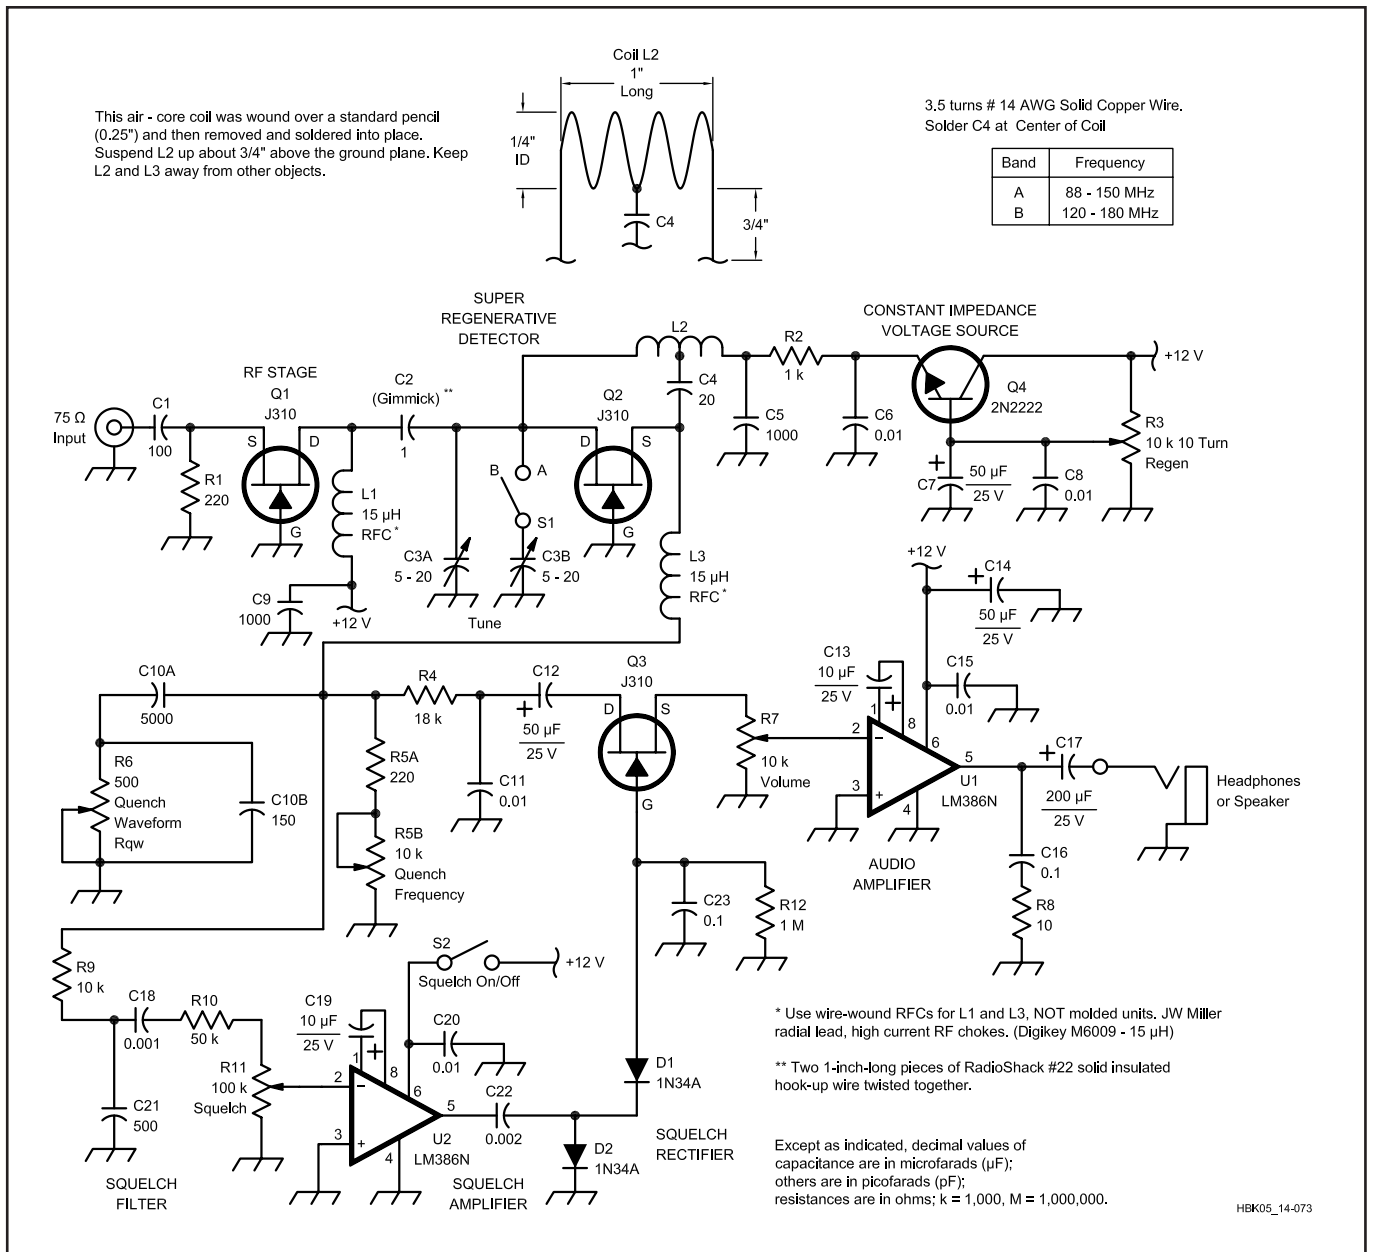 Coil L2
1"
Long
This air - core coil was wound over a standard pencil
(0.25") and then removed and soldered into place.
Suspend L2 up about 3/4" above the ground plane. Keep
L2 and L3 away from other objects.
1/4"
ID
C4
3/4"
3.5 turns # 14 AWG Solid Copper Wire.
Solder C4 at Center of Coil
Band Frequency
A 88 - 150 MHz
B 120 - 180 MHz
SUPER
REGENERATIVE
DETECTOR
CONSTANT IMPEDANCE
VOLTAGE SOURCE
RF STAGE
Q1
J310
75 Ω
Input
C1
100
R1
220
S
D
G
L1
15 µH
RFC *
C9
1000
+12 V
C2
(Gimmick) **
1
B
A
S1
C3A
5 - 20
C3B
5 - 20
Tune
L2
Q2
J310
D
S
G
C4
20
L3
15 µH
RFC *
R2
1 k
C5
1000
C6
0.01
Q4
2N2222
+12 V
R3
10 k 10 Turn
Regen
+
C7
50 µF
25 V
C8
0.01
C10A
5000
R6
500
Quench
Waveform
Rqw
C10B
150
R4
18 k
R5A
220
R5B
10 k
Quench
Frequency
C11
0.01
C12
+
50 µF
25 V
Q3
J310
D
S
G
R7
10 k
Volume
C13
10 µF
25 V
+
+12 V
+
C14
50 µF
25 V
C15
0.01
1
8
2
−
6
3
+
4
5
U1
LM386N
AUDIO
AMPLIFIER
+
C17
200 µF
25 V
Headphones
or Speaker
C16
0.1
R8
10
C23
0.1
R12
1 M
R9
10 k
C18
0.001
R10
50 k
C21
500
R11
100 k
Squelch
SQUELCH
FILTER
S2
Squelch On/Off
+12 V
C19
10 µF
25 V
+
C20
0.01
1
8
2
−
6
3
+
4
5
U2
LM386N
SQUELCH
AMPLIFIER
C22
0.002
D1
1N34A
D2
1N34A
SQUELCH
RECTIFIER
* Use wire-wound RFCs for L1 and L3, NOT molded units. JW Miller
radial lead, high current RF chokes. (Digikey M6009 - 15 µH)
** Two 1-inch-long pieces of RadioShack #22 solid insulated
hook-up wire twisted together.
Except as indicated, decimal values of
capacitance are in microfarads (µF);
others are in picofarads (pF);
resistances are in ohms; k = 1,000, M = 1,000,000.
HBK05_14-073